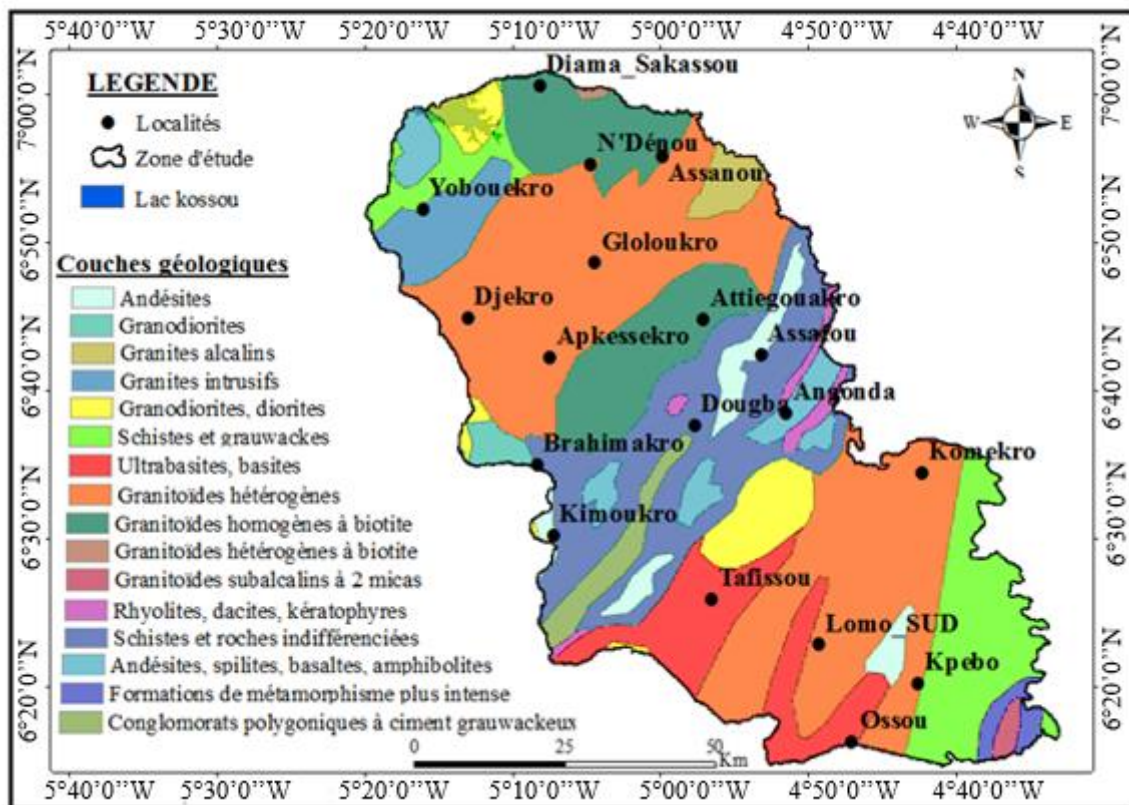 5°40'0"W 5°30'0"W 5°20'0"W 5°10'0"W 5°00'0"W 4°50'0"W 4°40'0"W
LEGENDE
Localités
Zone d'étude
Lac kossou
Couches géologiques
Andésites
Granodiorites
Granites alcalins
Granites intrusifs
Granodiorites, diorites
Schistes et grauwackes
Ultrabasites, basites
Granitoïdes hétérogènes
Granitoïdes homogènes à biotite
Granitoïdes hétérogènes à biotite
Granitoïdes subalcalins à 2 micas
Rhyolites, dacites, kératophyres
Schistes et roches indifférenciées
Andésites, spilites, basaltes, amphibolites
Formations de métamorphisme plus intense
Conglomorats polygoniques à ciment grauwackeux
Diama_Sakassou
N'Dénou
Assanou
Yobouekro
Gloloukro
Djekro
Attiegouakro
Apkessekro
Assafou
Dougba
Angonda
Brahimakro
Komekro
Kimoukro
Tafissou
Lomo_SUD
Kpebo
Ossou
N
W E
S
7°00'0"N
6°50'0"N
6°40'0"N
6°30'0"N
6°20'0"N
7°00'0"N
6°50'0"N
6°40'0"N
6°30'0"N
6°20'0"N
0 25 50
Km
5°40'0"W 5°30'0"W 5°20'0"W 5°10'0"W 5°00'0"W 4°50'0"W 4°40'0"W